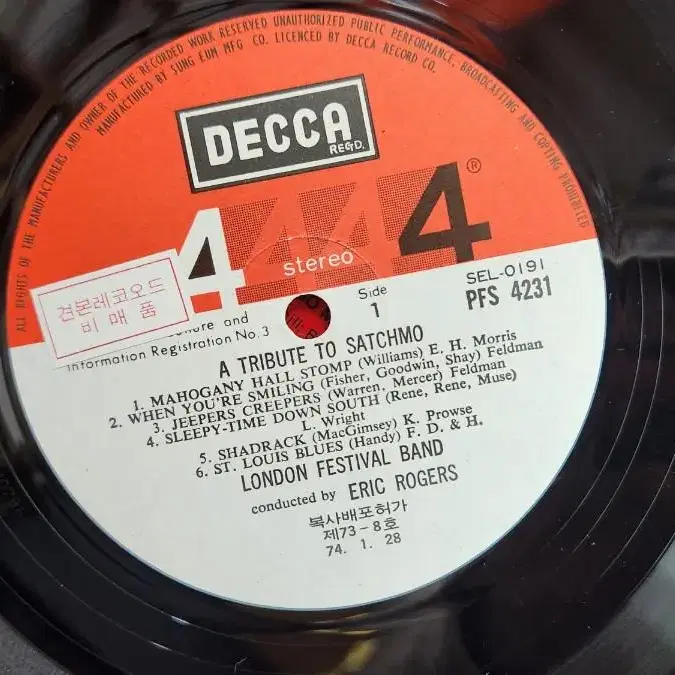 ALL RIGHTS OF THE MANUFACTURERS AND OWNER OF THE RECORDED WORK RESERVED UNAUTHORIZED PUBLIC PERFORMANCE, BROADCASTING AND COPYING PROHIBITED
MANUFACTURED BY SUNG EUM MFG CO. LICENCED BY DECCA RECORD CO.
DECCA
REGD.
4 4 4 4 ®
stereo
견본레코오드
비매품
SEL-0191
Side
1
PFS 4231
and
Information Registration No. 3
A TRIBUTE TO SATCHMO
1. MAHOGANY HALL STOMP (Williams) E. H. Morris
2. WHEN YOU'RE SMILING (Fisher, Goodwin, Shay) Feldman
3. JEEPERS CREEPERS (Warren, Mercer) Feldman
4. SLEEPY-TIME DOWN SOUTH (Rene, Rene, Muse)
L. Wright
5. SHADRACK (MacGimsey) K. Prowse
6. ST. LOUIS BLUES (Handy) F. D. & H.
LONDON FESTIVAL BAND
conducted by ERIC ROGERS
복사배포허가
제73-8호
74. 1. 28